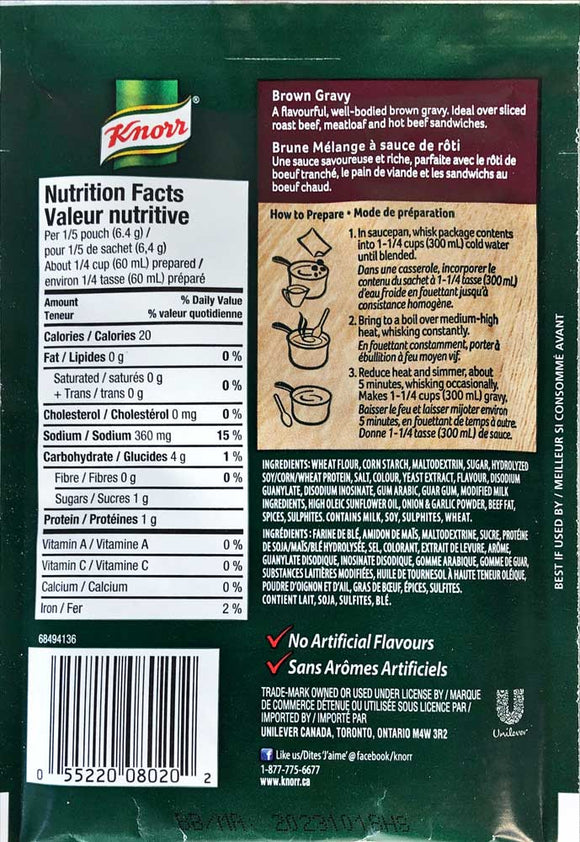 Knorr®
Nutrition Facts
Valeur nutritive
Per 1/5 pouch (6.4 g) /
pour 1/5 de sachet (6,4 g)
About 1/4 cup (60 mL) prepared /
environ 1/4 tasse (60 mL) préparé
Amount % Daily Value
Teneur % valeur quotidienne
Calories / Calories 20
Fat / Lipides 0 g 0 %
Saturated / saturés 0 g
+ Trans / trans 0 g 0 %
Cholesterol / Cholestérol 0 mg 0 %
Sodium / Sodium 360 mg 15 %
Carbohydrate / Glucides 4 g 1 %
Fibre / Fibres 0 g 0 %
Sugars / Sucres 1 g
Protein / Protéines 1 g
Vitamin A / Vitamine A 0 %
Vitamin C / Vitamine C 0 %
Calcium / Calcium 0 %
Iron / Fer 2 %
68494136
0 55220 08020 2
Brown Gravy
A flavourful, well-bodied brown gravy. Ideal over sliced
roast beef, meatloaf and hot beef sandwiches.
Brune Mélange à sauce de rôti
Une sauce savoureuse et riche, parfaite avec le rôti de
boeuf tranché, le pain de viande et les sandwichs au
boeuf chaud.
How to Prepare • Mode de préparation
1. In saucepan, whisk package contents
into 1-1/4 cups (300 mL) cold water
until blended.
Dans une casserole, incorporer le
contenu du sachet à 1-1/4 tasse (300 mL)
d'eau froide en fouettant jusqu'à
consistance homogène.
2. Bring to a boil over medium-high
heat, whisking constantly.
En fouettant constamment, porter à
ébullition à feu moyen vif.
3. Reduce heat and simmer, about
5 minutes, whisking occasionally.
Makes 1-1/4 cups (300 mL) gravy.
Baisser le feu et laisser mijoter environ
5 minutes, en fouettant de temps à autre.
Donne 1-1/4 tasse (300 mL) de sauce.
INGREDIENTS: WHEAT FLOUR, CORN STARCH, MALTODEXTRIN, SUGAR, HYDROLYZED
SOY/CORN/WHEAT PROTEIN, SALT, COLOUR, YEAST EXTRACT, FLAVOUR, DISODIUM
GUANYLATE, DISODIUM INOSINATE, GUM ARABIC, GUAR GUM, MODIFIED MILK
INGREDIENTS, HIGH OLEIC SUNFLOWER OIL, ONION & GARLIC POWDER, BEEF FAT,
SPICES, SULPHITES. CONTAINS MILK, SOY, SULPHITES, WHEAT.
INGRÉDIENTS : FARINE DE BLÉ, AMIDON DE MAÏS, MALTODEXTRINE, SUCRE, PROTÉINE
DE SOJA/MAÏS/BLÉ HYDROLYSÉE, SEL, COLORANT, EXTRAIT DE LEVURE, ARÔME,
GUANYLATE DISODIQUE, INOSINATE DISODIQUE, GOMME ARABIQUE, GOMME DE GUAR,
SUBSTANCES LAITIÈRES MODIFIÉES, HUILE DE TOURNESOL À HAUTE TENEUR OLÉIQUE,
POUDRE D'OIGNON ET D'AIL, GRAS DE BŒUF, ÉPICES, SULFITES.
CONTIENT LAIT, SOJA, SULFITES, BLÉ.
No Artificial Flavours
Sans Arômes Artificiels
TRADE-MARK OWNED OR USED UNDER LICENSE BY / MARQUE
DE COMMERCE DÉTENUE OU UTILISÉE SOUS LICENCE PAR /
IMPORTED BY / IMPORTÉ PAR
UNILEVER CANADA, TORONTO, ONTARIO M4W 3R2
Unilever
f Like us/Dites 'J'aime' @ facebook/knorr
1-877-775-6677
www.knorr.ca
BEST IF USED BY / MEILLEUR SI CONSOMMÉ AVANT